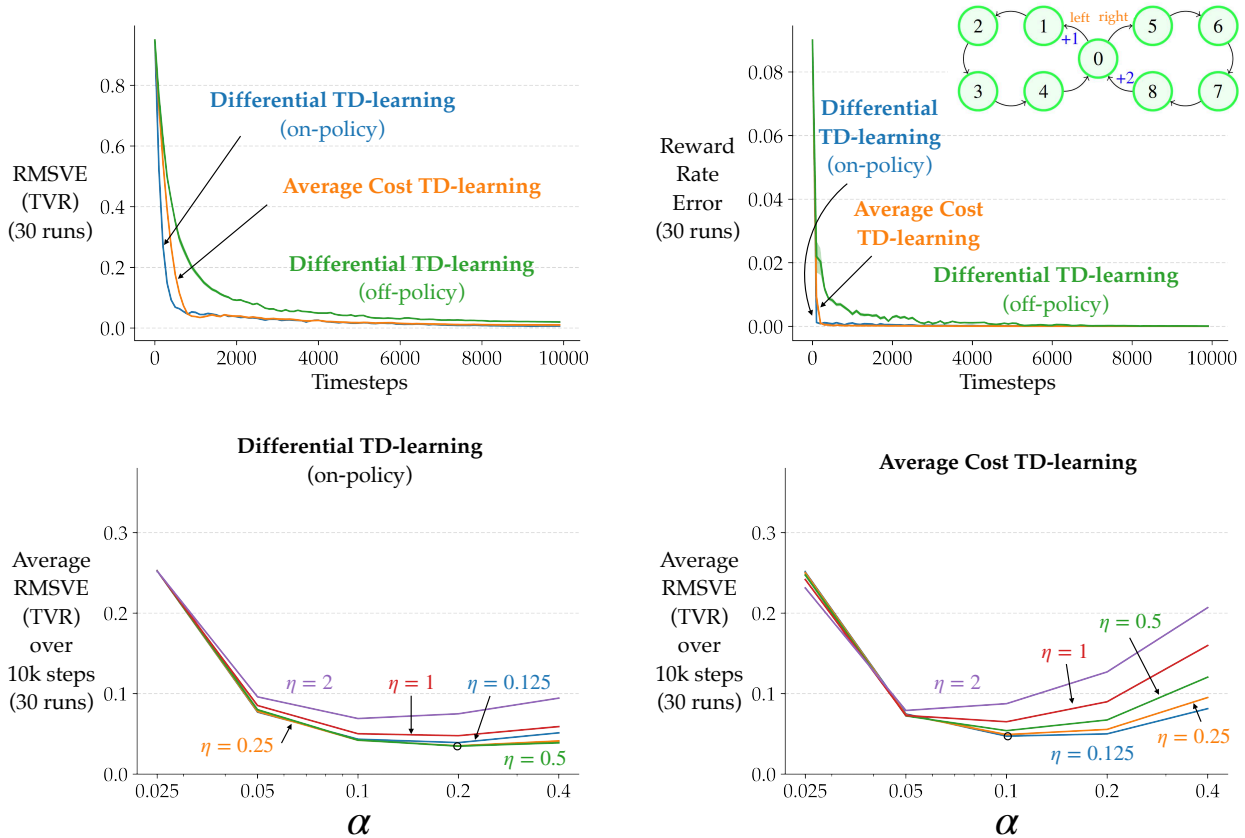 0.8
0.6
0.4
0.2
0.0
RMSVE
(TVR)
(30 runs)
Differential TD-learning
(on-policy)
Average Cost TD-learning
Differential TD-learning
(off-policy)
0
2000
4000
6000
8000
10000
Timesteps
0.08
0.06
0.04
0.02
0.00
Reward
Rate
Error
(30 runs)
Differential
TD-learning
(on-policy)
Average Cost
TD-learning
Differential TD-learning
(off-policy)
0
2000
4000
6000
8000
10000
Timesteps
2
1
left
right
5
6
+1
0
+2
3
4
8
7
Differential TD-learning
(on-policy)
0.3
0.2
0.1
0.0
Average
RMSVE
(TVR)
over
10k steps
(30 runs)
η = 2
η = 1
η = 0.125
η = 0.25
η = 0.5
0.025
0.05
0.1
0.2
0.4
α
Average Cost TD-learning
0.3
0.2
0.1
0.0
Average
RMSVE
(TVR)
over
10k steps
(30 runs)
η = 0.5
η = 1
η = 2
η = 0.25
η = 0.125
0.025
0.05
0.1
0.2
0.4
α